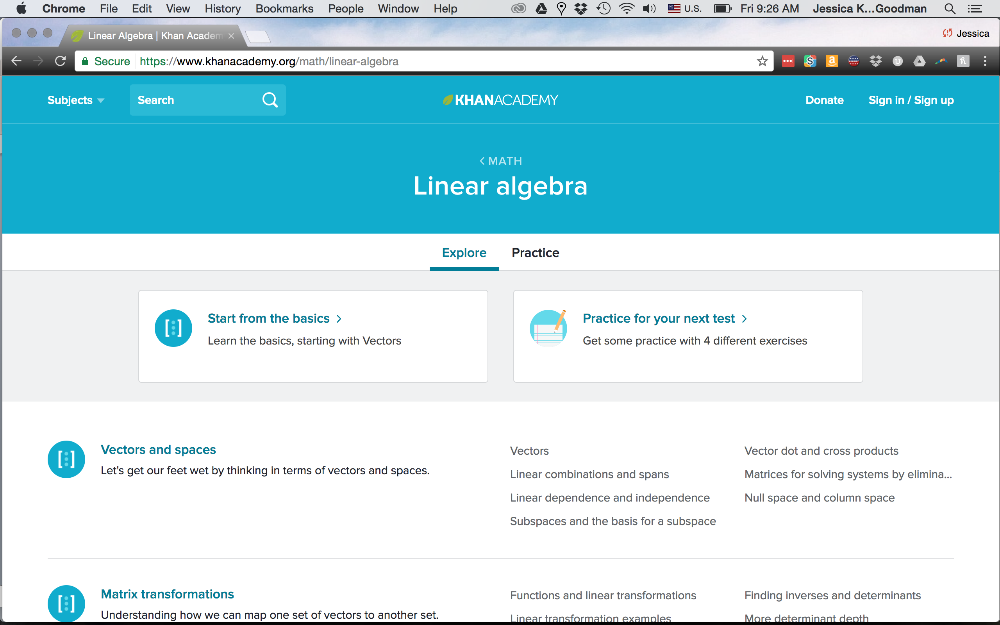 Chrome File Edit View History Bookmarks People Window Help U.S. Fri 9:26 AM Jessica K...Goodman
Linear Algebra | Khan Academ Jessica
Secure https://www.khanacademy.org/math/linear-algebra
Subjects Search KHANACADEMY Donate Sign in / Sign up
MATH
Linear algebra
Explore Practice
Start from the basics
Learn the basics, starting with Vectors
Practice for your next test
Get some practice with 4 different exercises
Vectors and spaces
Let's get our feet wet by thinking in terms of vectors and spaces.
Vectors
Linear combinations and spans
Linear dependence and independence
Subspaces and the basis for a subspace
Vector dot and cross products
Matrices for solving systems by elimina...
Null space and column space
Matrix transformations
Understanding how we can map one set of vectors to another set.
Functions and linear transformations
Linear transformation examples
Finding inverses and determinants
More determinant depth